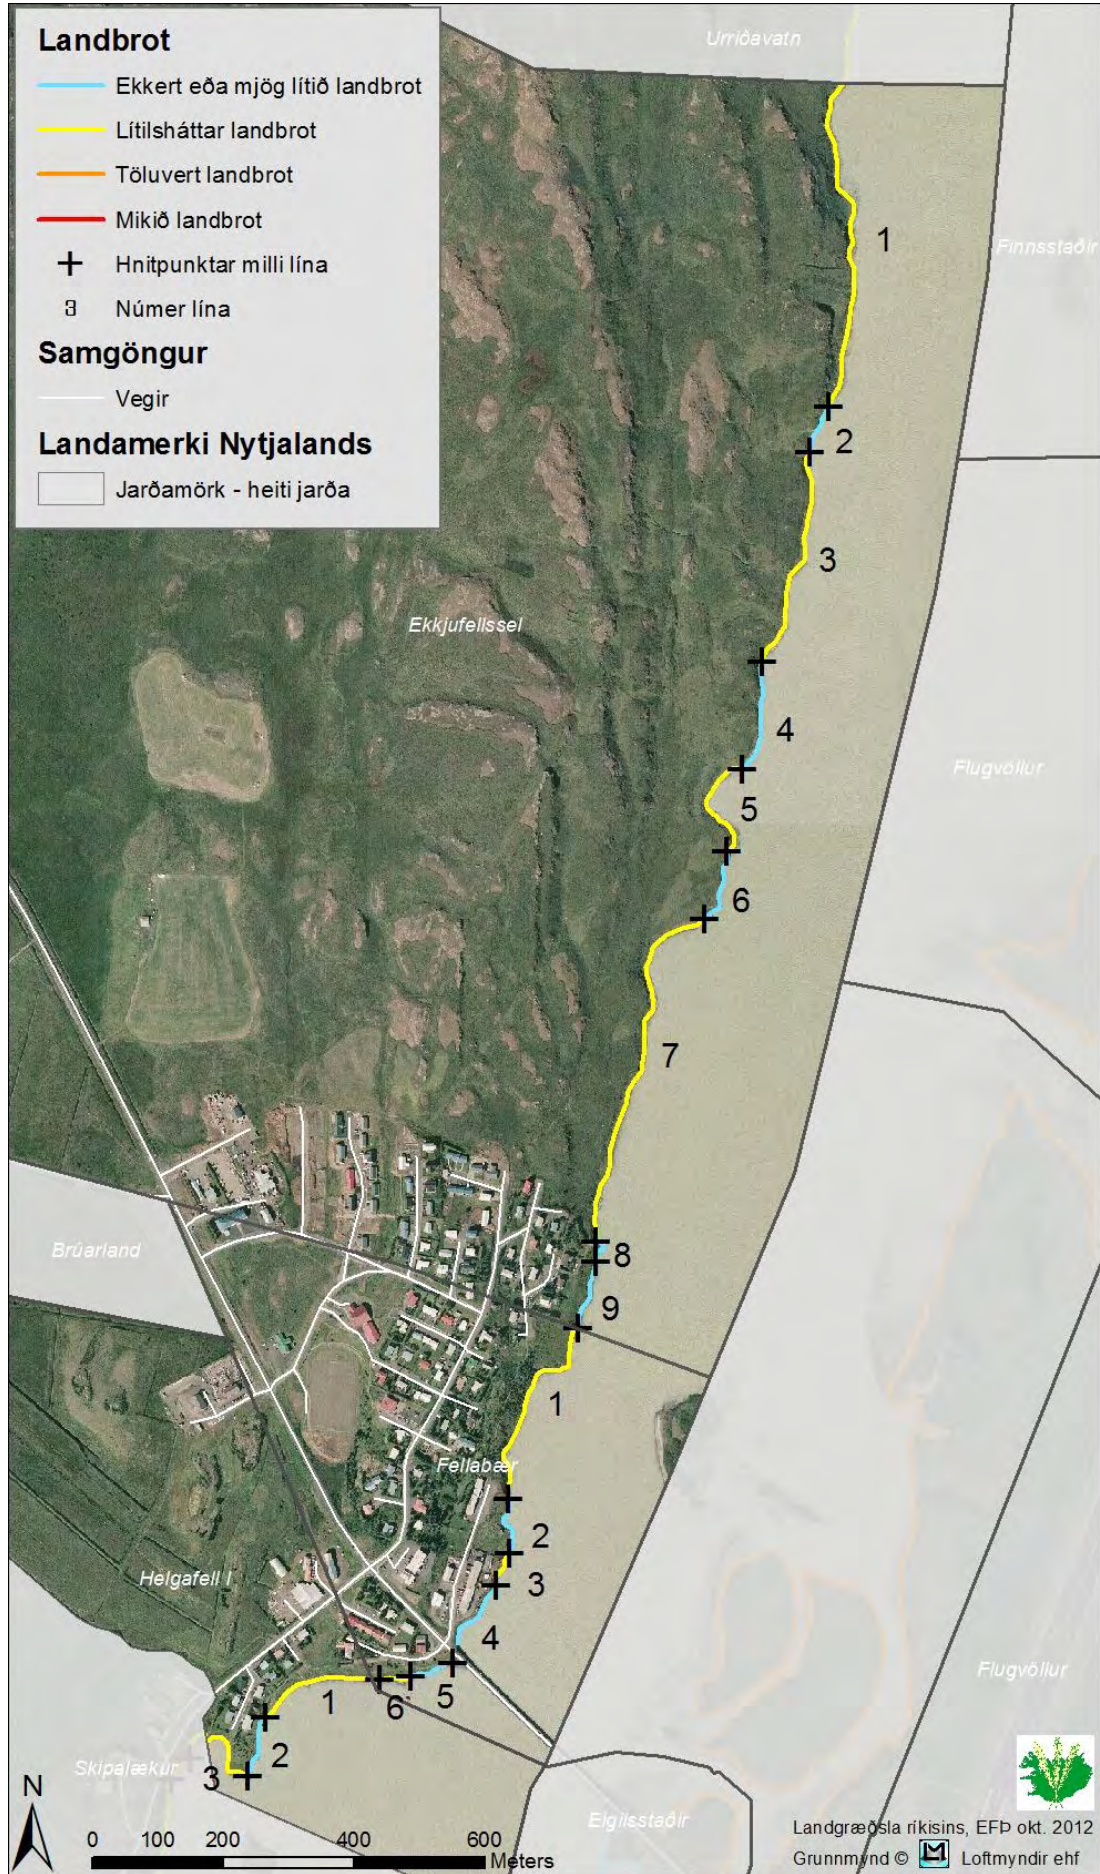 Landbrot
Ekkert eða mjög lítið landbrot
Lítilsháttar landbrot
Töluvert landbrot
Mikið landbrot
Hnitpunktar milli lína
3 Númer lína
Samgöngur
Vegir
Landamerki Nytjalands
Jarðamörk - heiti jarða
Urriðavatn
1
Finnsstaðir
2
3
Ekkjufellssel
4
Flugvöllur
5
6
7
8
Brúarland
9
1
Fellabær
2
Helgafell I
3
4
Flugvöllur
1
6
5
2
Skipalækur
3
Eigilsstaðir
N
0 100 200 400 600
Meters
Landgræðsla ríkisins, EFÞ okt. 2012
Grunnmynd © LM Loftmyndir ehf